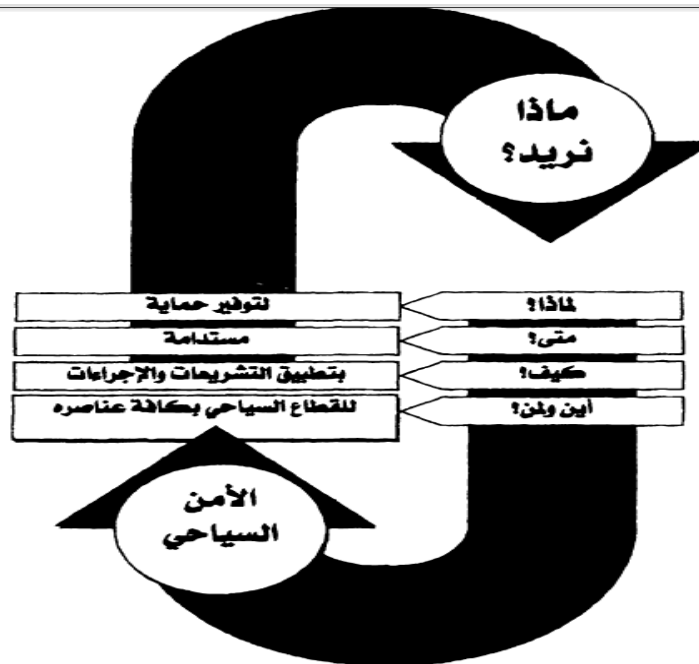 ماذا
نريد؟
لماذا؟
لتوفير حماية
متى؟
مستدامة
كيف؟
بتطبيق التشريعات والإجراءات
أين ولمن؟
للقطاع السياحي بكافة عناصره
الأمن
السياحي